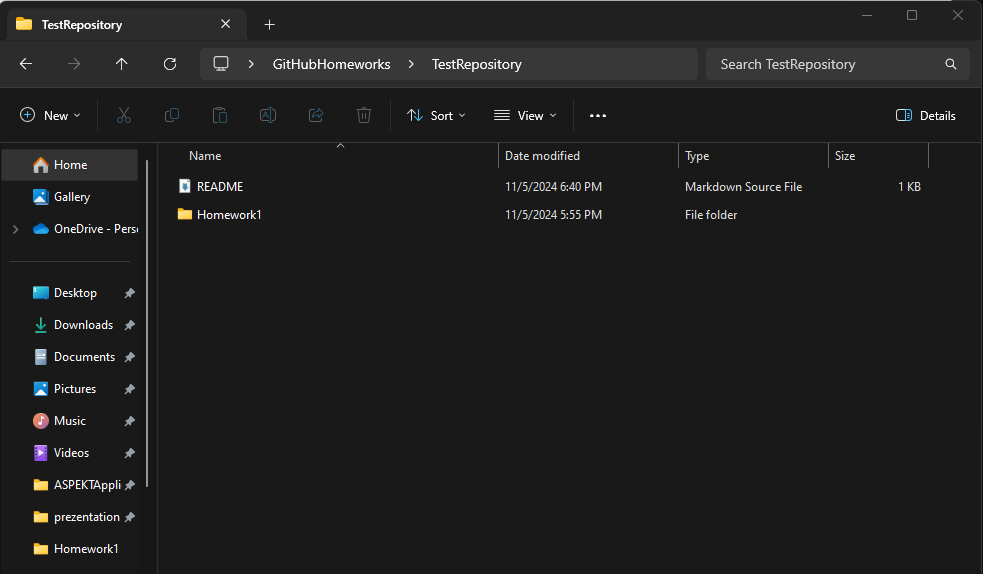 TestRepository
GitHubHomeworks > TestRepository
Search TestRepository
New
Sort
View
Details
Name
Date modified
Type
Size
README
11/5/2024 6:40 PM
Markdown Source File
1 KB
Homework1
11/5/2024 5:55 PM
File folder
Home
Gallery
OneDrive - Perso
Desktop
Downloads
Documents
Pictures
Music
Videos
ASPEKTAppli
prezentation
Homework1